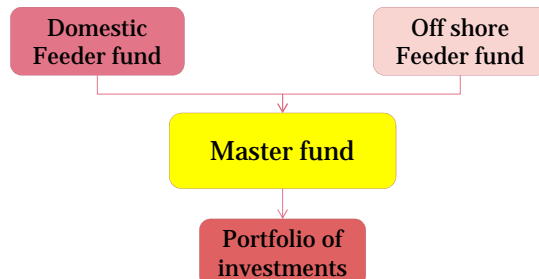 Domestic
Feeder fund
Off shore
Feeder fund
Master fund
Portfolio of
investments